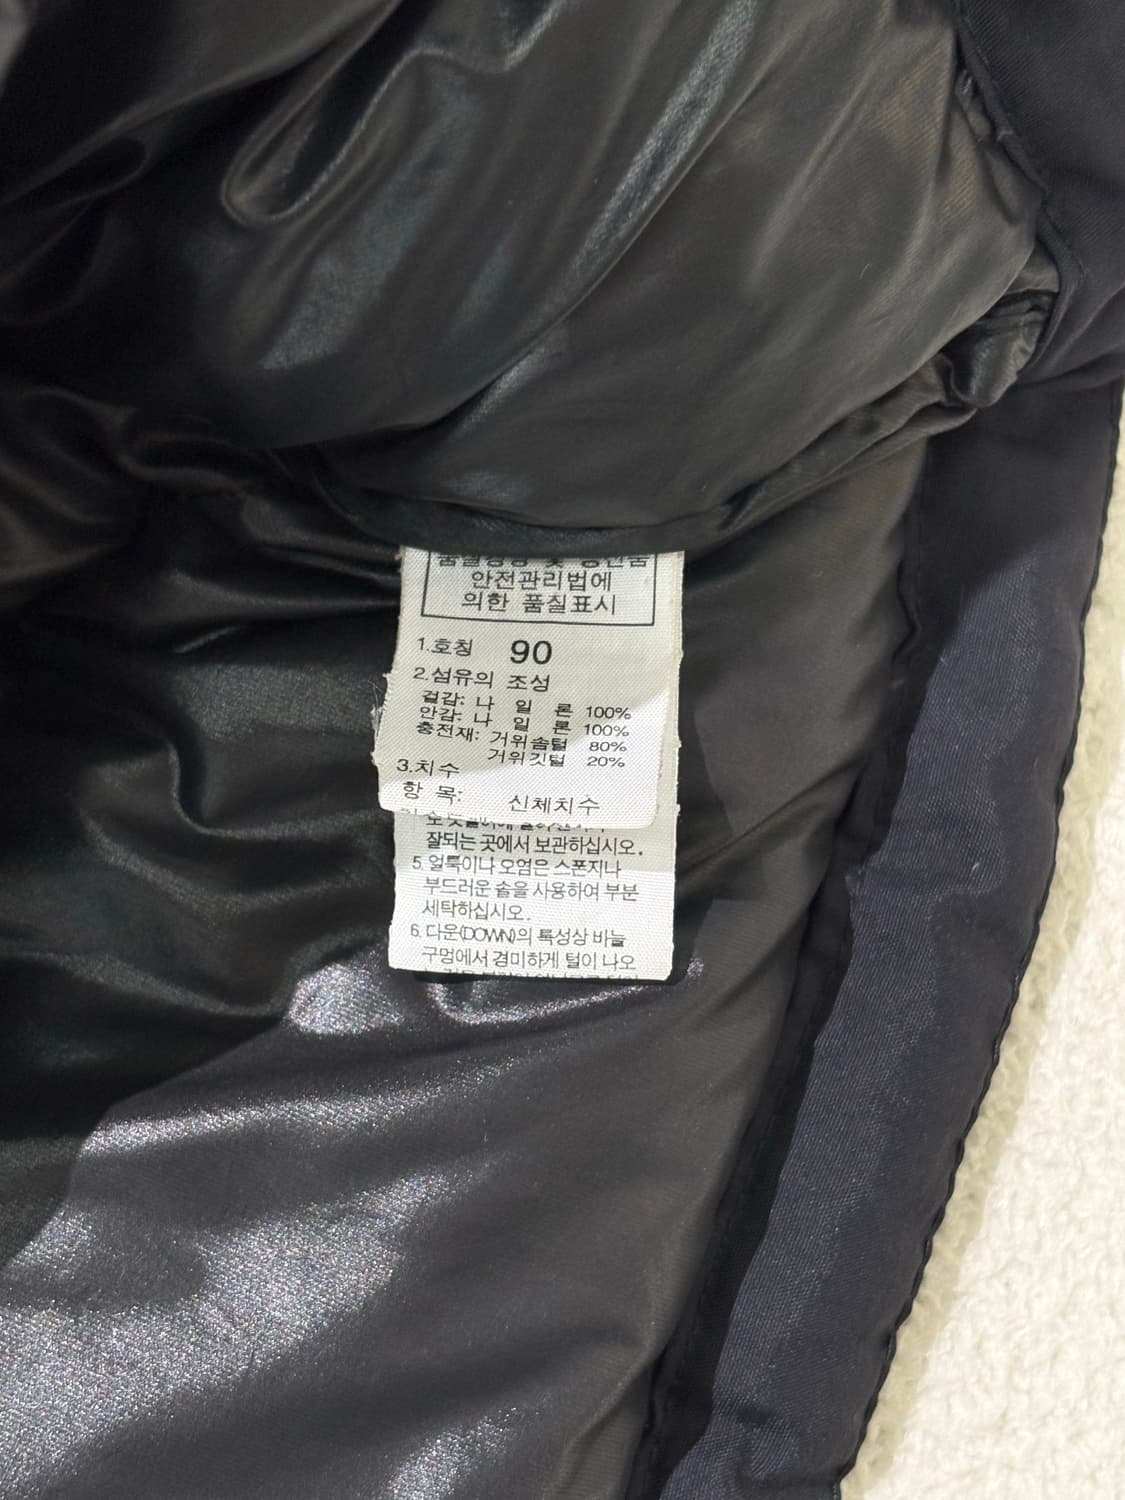 안전관리법에
의한 품질표시
1.호칭 90
2.섬유의 조성
겉감: 나 일 론 100%
안감: 나 일 론 100%
충전재: 거위솜털 80%
거위깃털 20%
3.치수
항 목: 신체치수
잘되는 곳에서 보관하십시오.
5. 얼룩이나 오염은 스폰지나
부드러운 솔을 사용하여 부분
세탁하십시오.
6. 다운(DOWN)의 특성상 바늘
구멍에서 경미하게 털이 나오